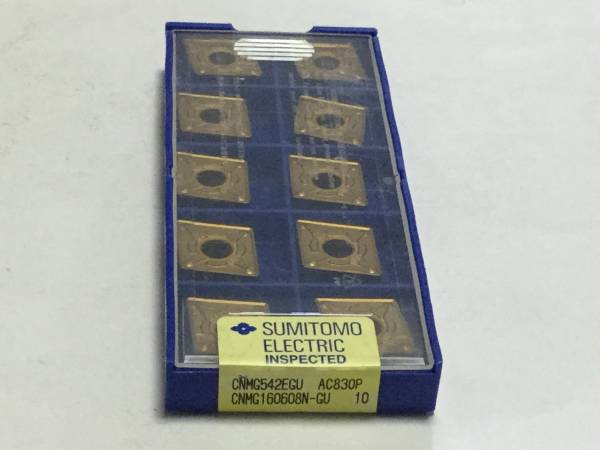 SUMITOMO
ELECTRIC
INSPECTED
CNMG542EGU AC830P
CNMG160608N-GU 10